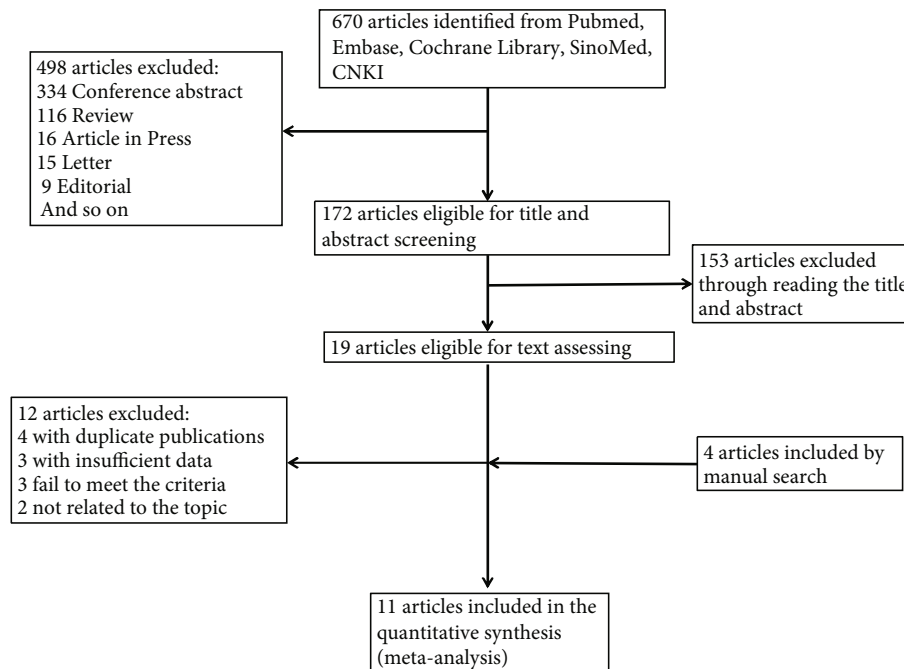 670 articles identified from Pubmed,
Embase, Cochrane Library, SinoMed,
CNKI
498 articles excluded:
334 Conference abstract
116 Review
16 Article in Press
15 Letter
9 Editorial
And so on
172 articles eligible for title and
abstract screening
153 articles excluded
through reading the title
and abstract
19 articles eligible for text assessing
12 articles excluded:
4 with duplicate publications
3 with insufficient data
3 fail to meet the criteria
2 not related to the topic
4 articles included by
manual search
11 articles included in the
quantitative synthesis
(meta-analysis)